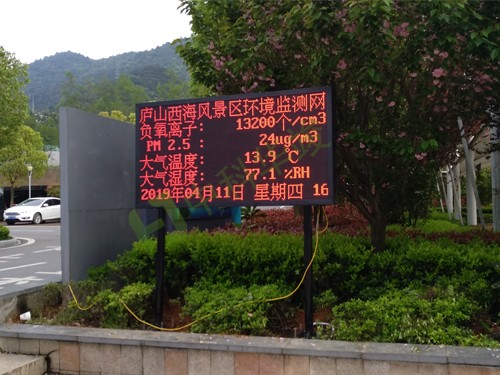 庐山西海风景区环境监测网
负氧离子： 13200个/cm3
PM 2.5： 24ug/m3
大气温度： 13.9 ℃
大气湿度： 77.1 %RH
2019年04月11日 星期四 16